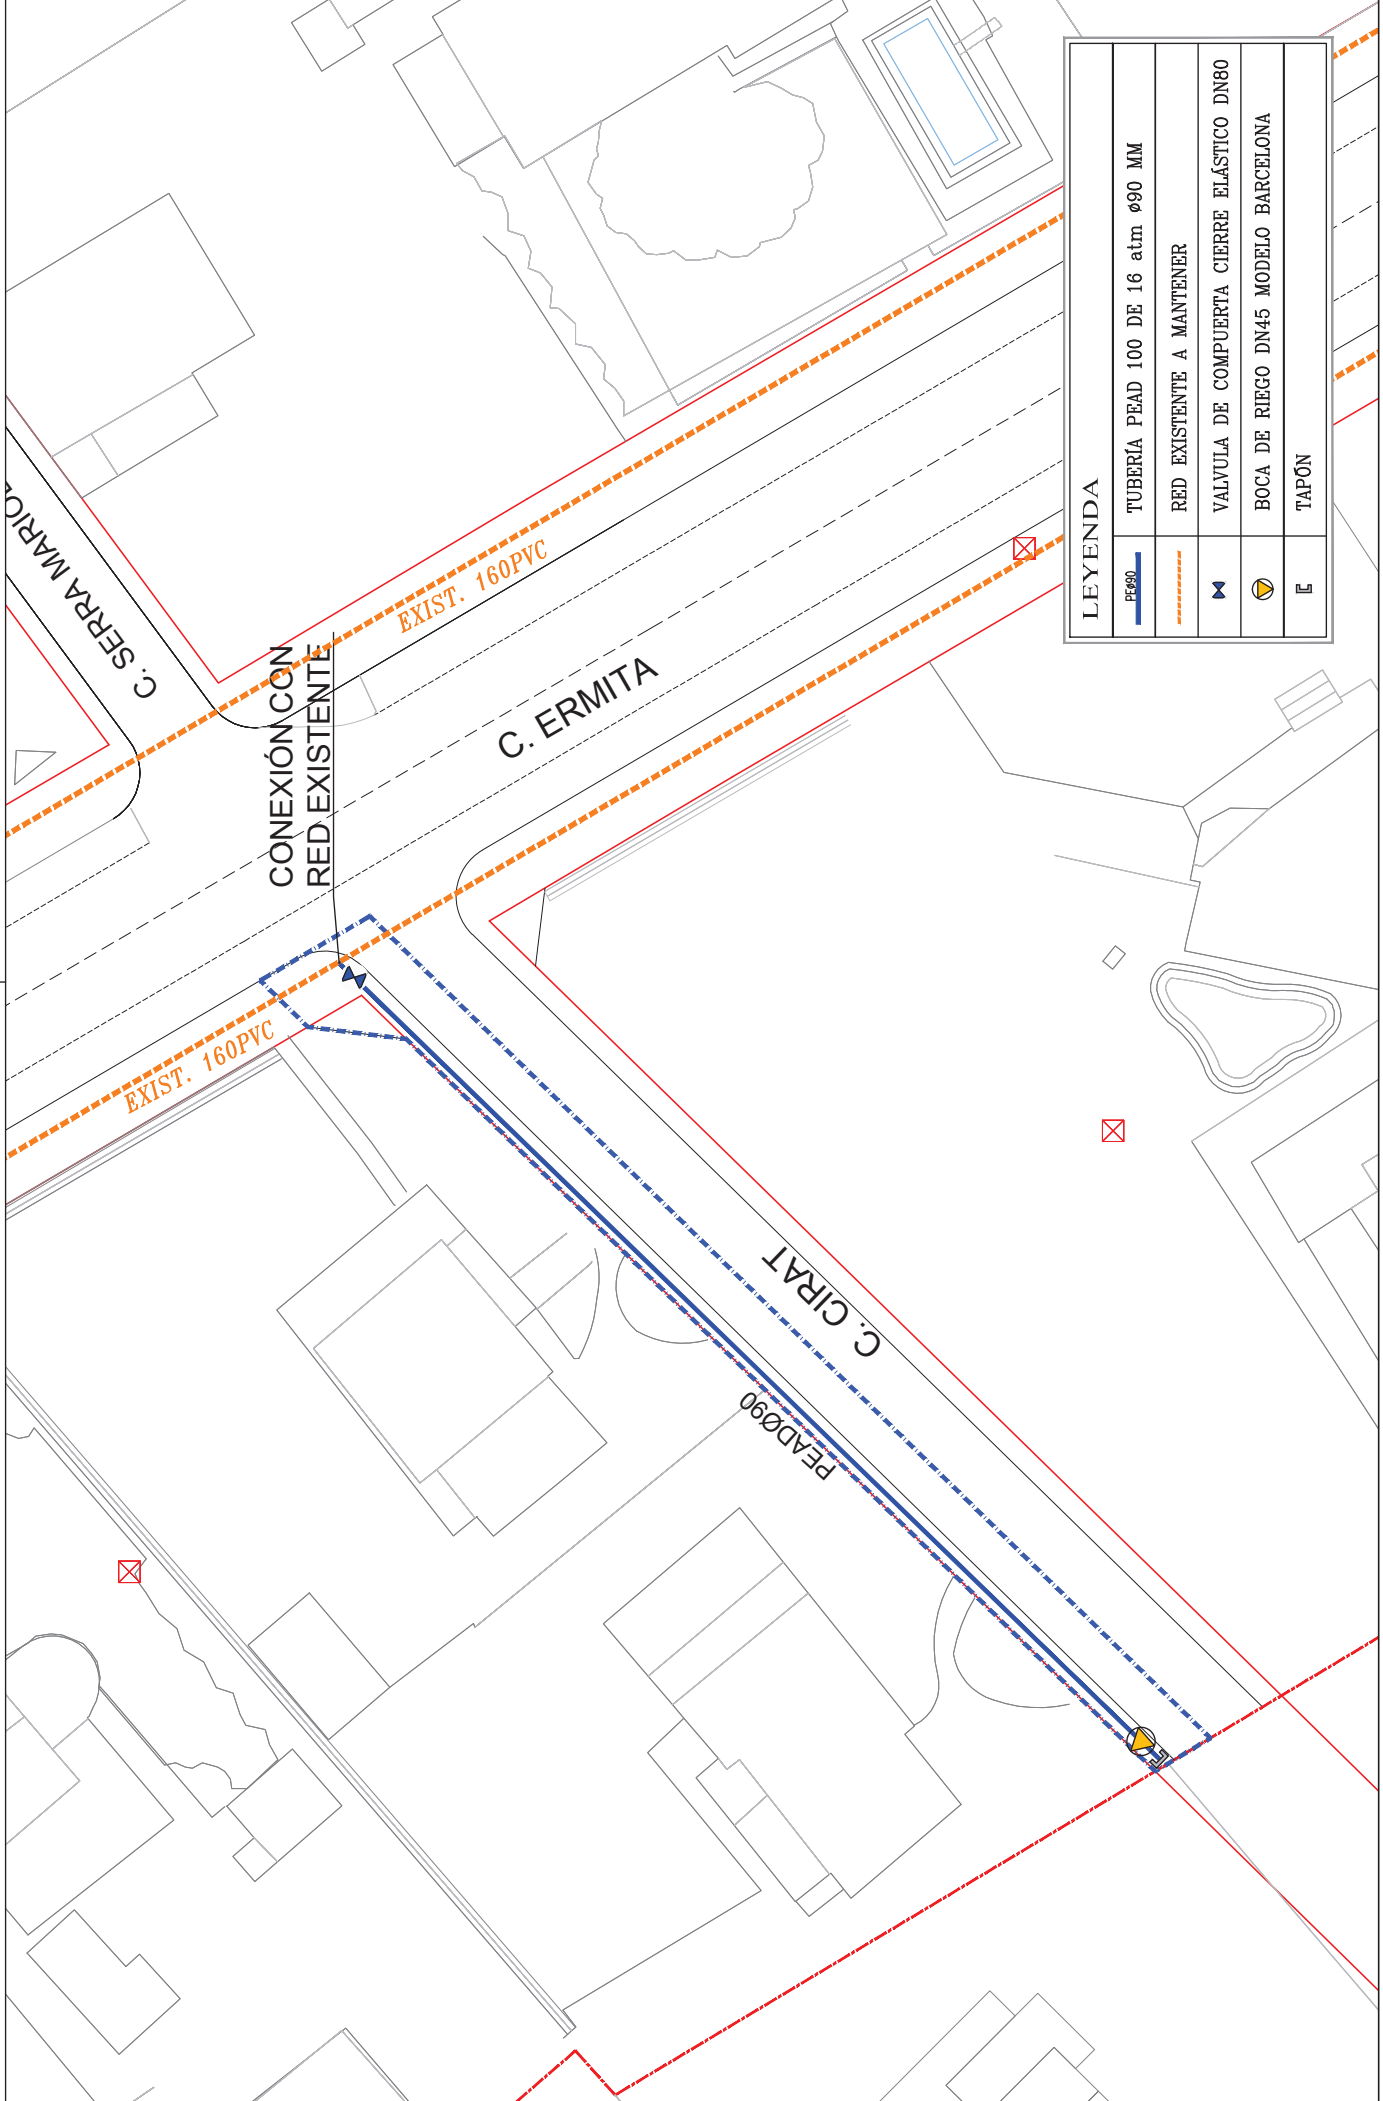 C. SERRA MARIOL
CONEXIÓN CON
RED EXISTENTE
EXIST. 160PVC
C. ERMITA
EXIST. 160PVC
C. CIRAT
PEADØ90
LEYENDA
PEø90 TUBERÍA PEAD 100 DE 16 atm ø90 MM
RED EXISTENTE A MANTENER
VALVULA DE COMPUERTA CIERRE ELÁSTICO DN80
BOCA DE RIEGO DN45 MODELO BARCELONA
TAPÓN